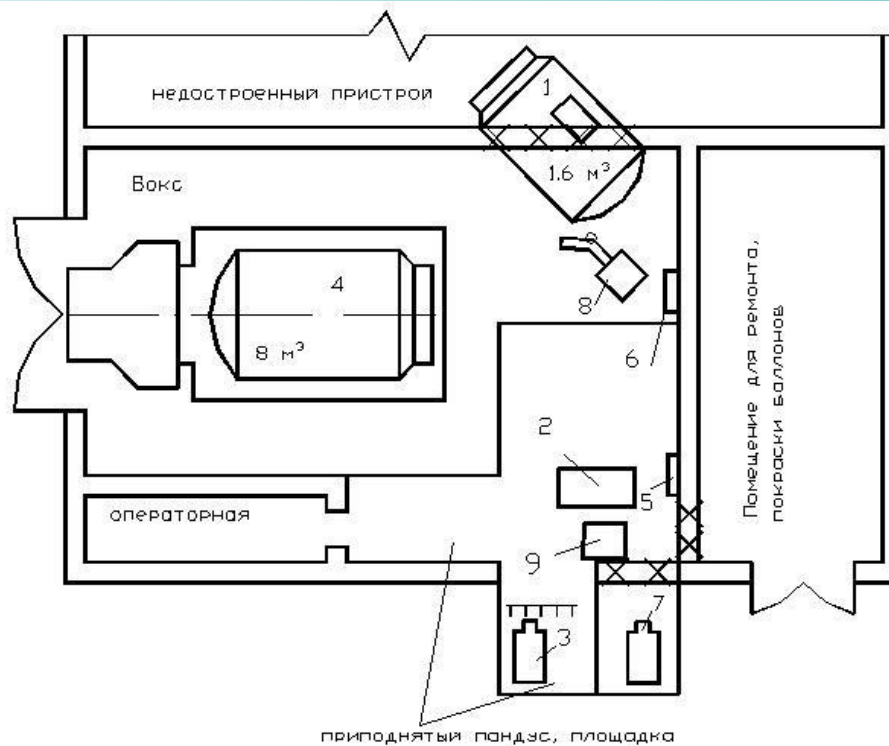 недостроенный пристрой
1
Бокс
1.6 м³
4
8
8 м³
6
Помещение для ремонта,
покраски баллонов
2
5
операторная
9
7
3
приподнятый пандус, площадка